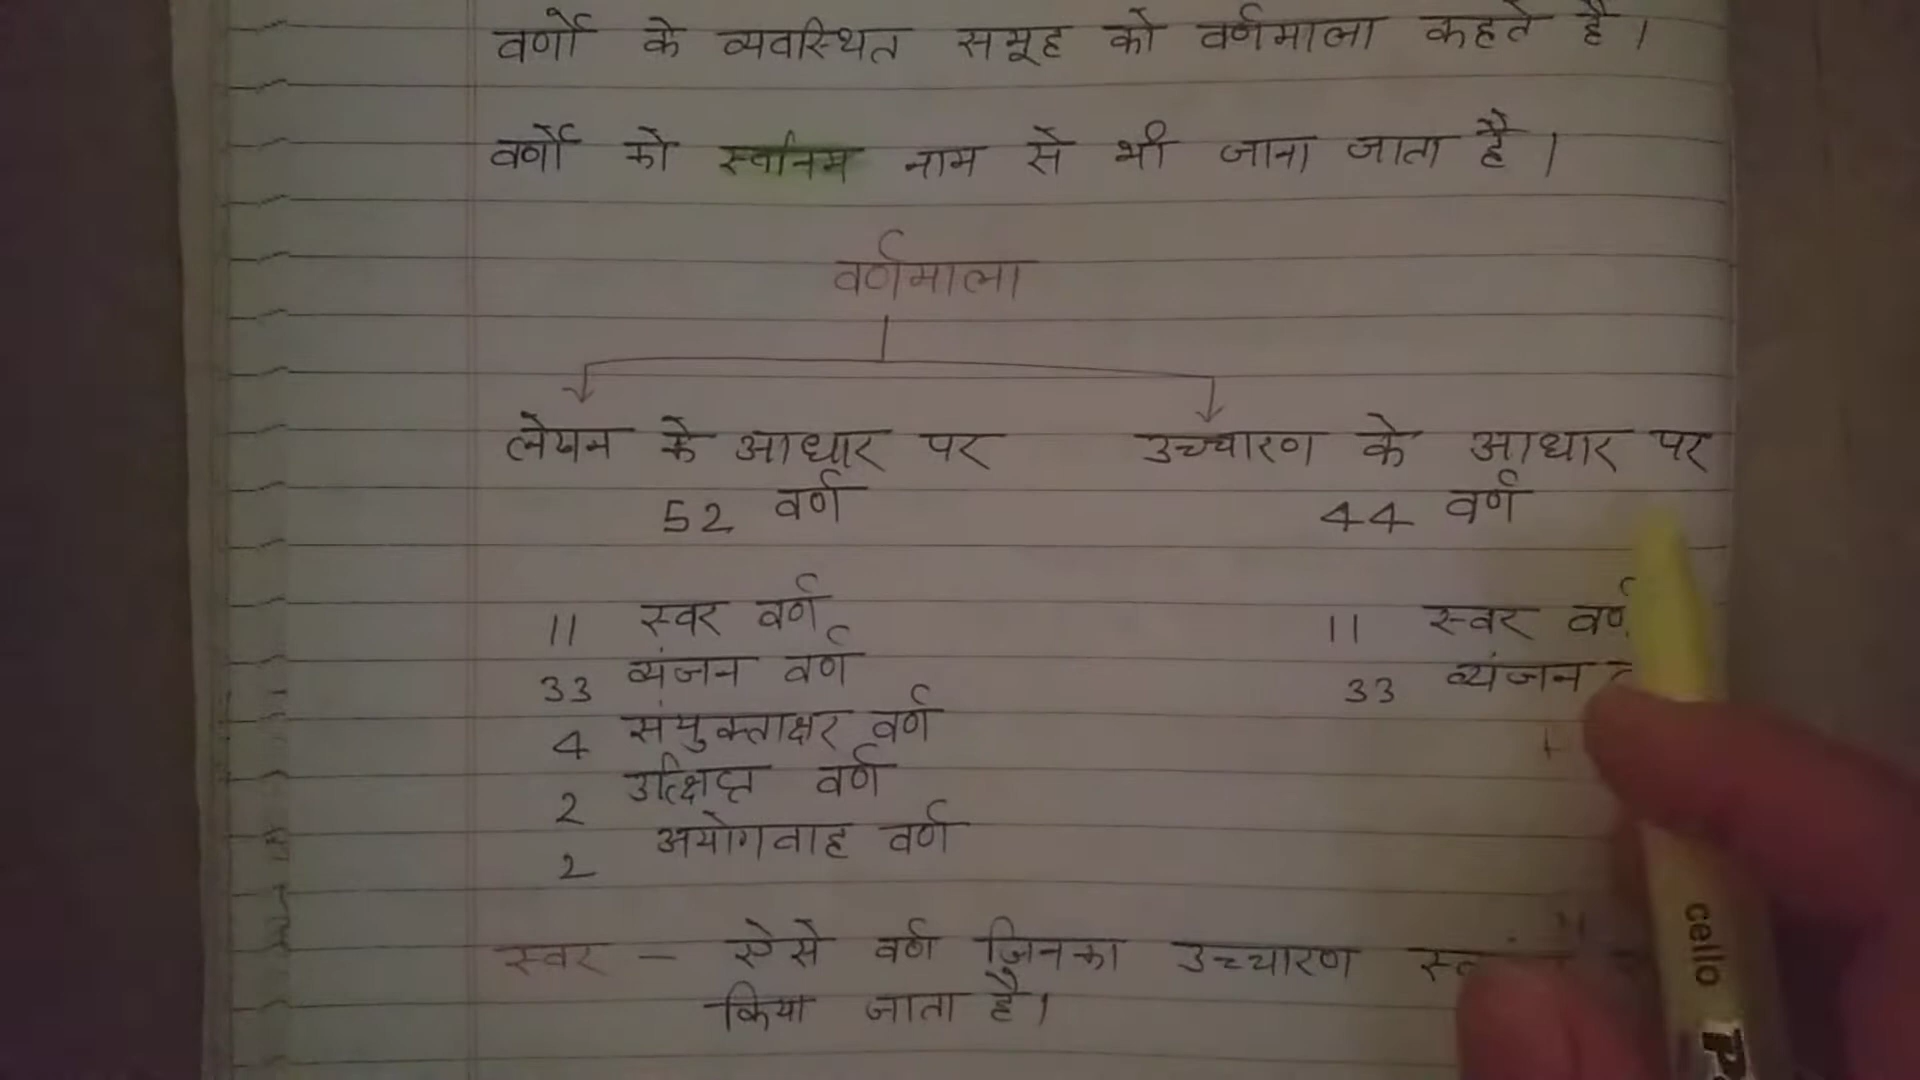 वर्णो के व्यवस्थित समूह को वर्णमाला कहते है।
वर्णो को स्वनिम नाम से भी जाना जाता है।
वर्णमाला
लेखन के आधार पर उच्चारण के आधार पर
52 वर्ण 44 वर्ण
11 स्वर वर्ण 11 स्वर वर्ण
33 व्यंजन वर्ण 33 व्यंजन
4 संयुक्ताक्षर वर्ण
2 उत्क्षिप्त वर्ण
2 अयोगवाह वर्ण
स्वर – ऐसे वर्ण जिनका उच्चारण
किया जाता है।
cello